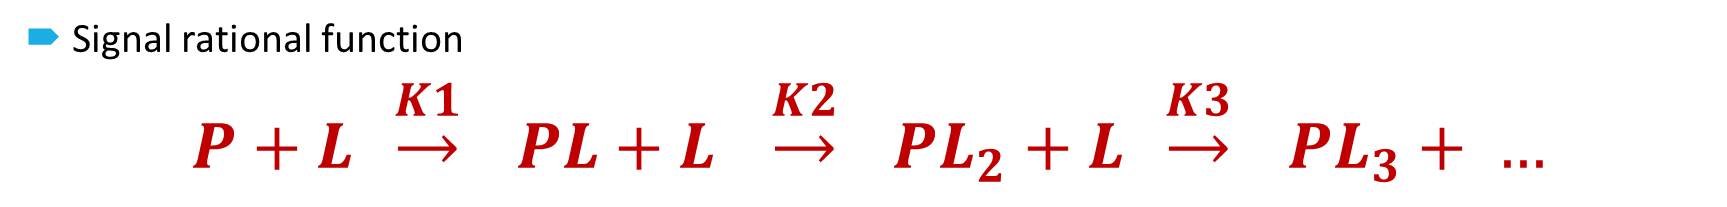 Signal rational function
K1 K2 K3
P + L → PL + L → PL₂ + L → PL₃ + ...